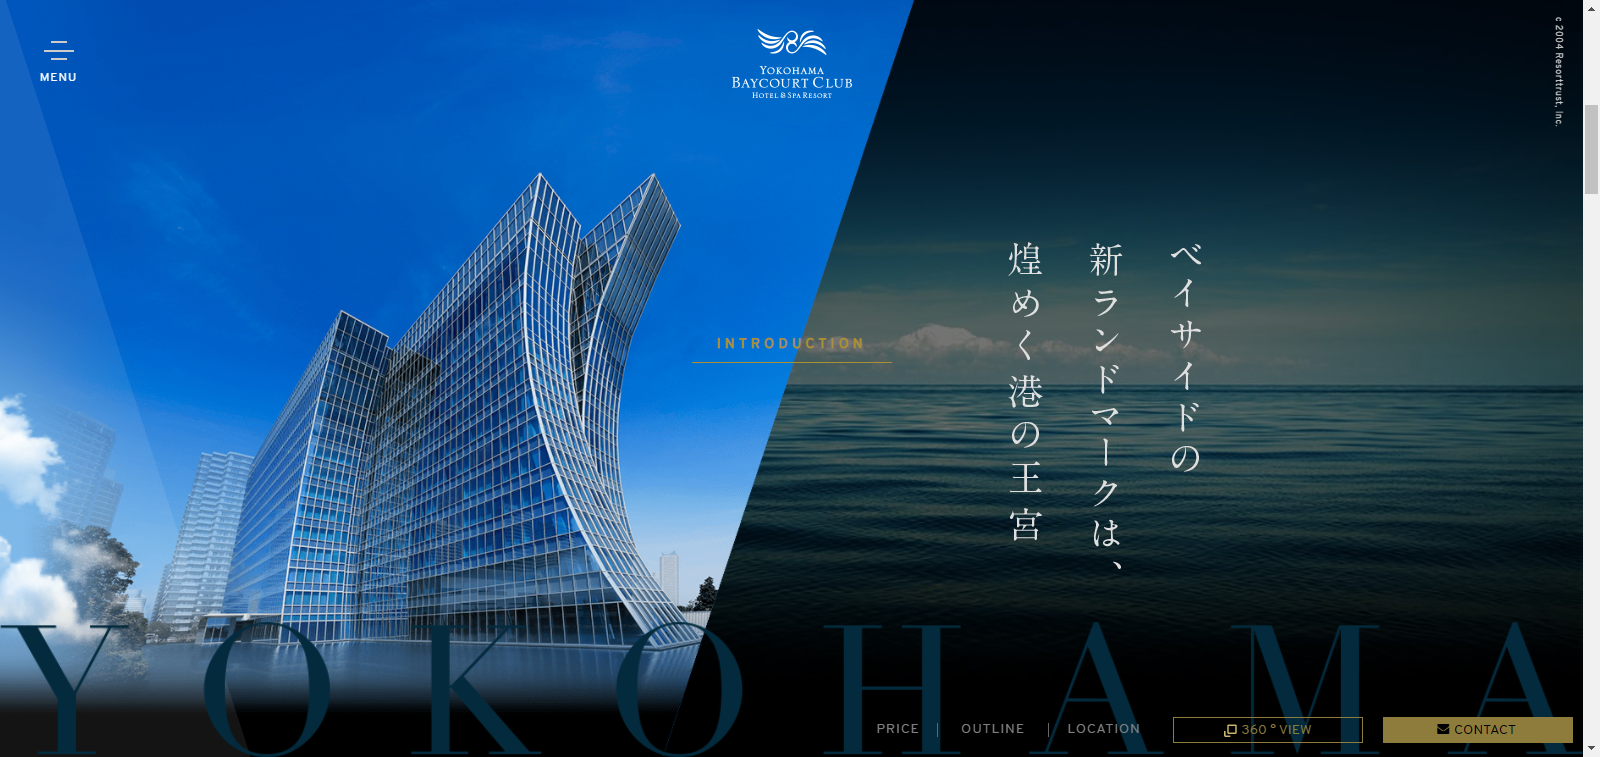 MENU
YOKOHAMA
BAYCOURT CLUB
HOTEL & SPA RESORT
c 2004 Resorttrust, Inc.
INTRODUCTION
ベイサイドの
新ランドマークは、
煌めく港の王宮
YOKOHAMA
PRICE
OUTLINE
LOCATION
360 ° VIEW
CONTACT